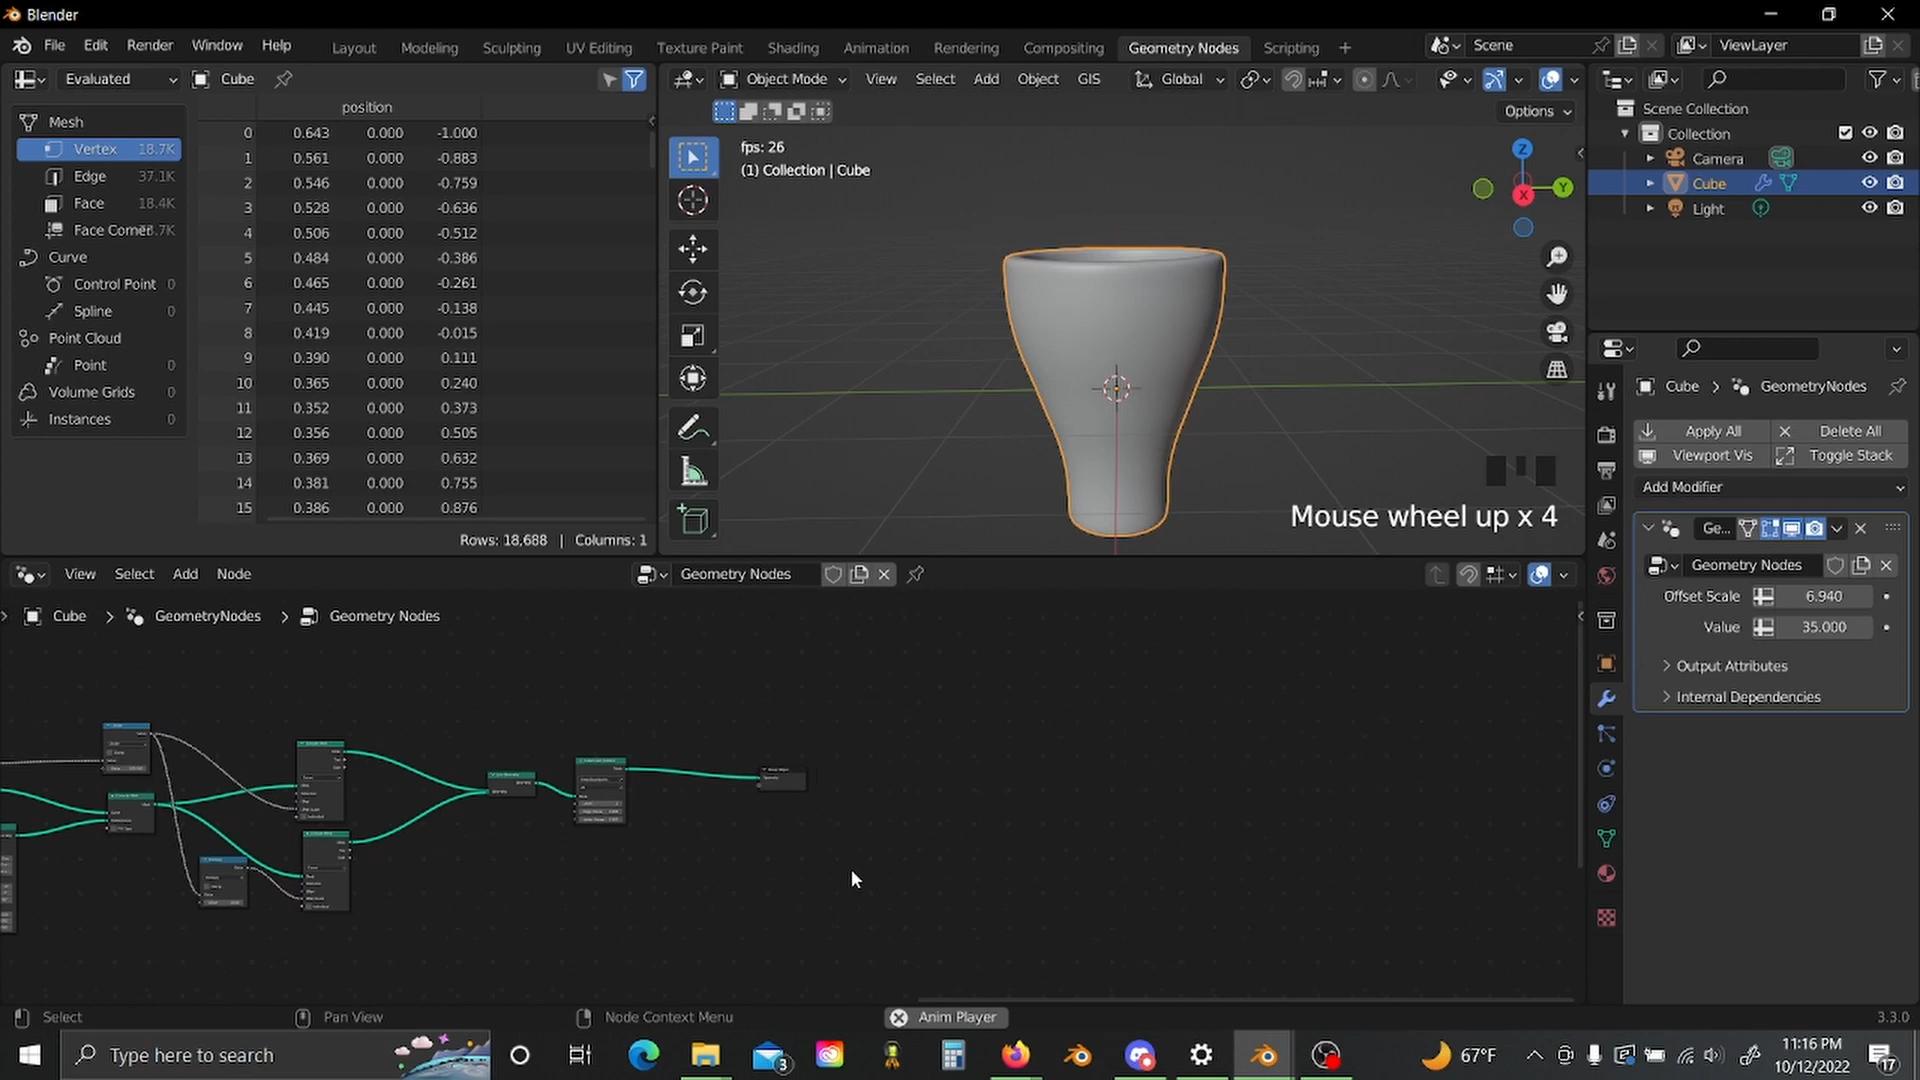 Blender
File Edit Render Window Help Layout Modeling Sculpting UV Editing Texture Paint Shading Animation Rendering Compositing Geometry Nodes Scripting + Scene ViewLayer
Evaluated Cube Object Mode View Select Add Object GIS Global
position
Options
Mesh
Vertex 18.7K
Edge 37.1K
Face 18.4K
Face Corner
Curve
Control Point 0
Spline 0
Point Cloud
Point 0
Volume Grids 0
Instances 0
0 0.643 0.000 -1.000
1 0.561 0.000 -0.883
2 0.546 0.000 -0.759
3 0.528 0.000 -0.636
4 0.506 0.000 -0.512
5 0.484 0.000 -0.386
6 0.465 0.000 -0.261
7 0.445 0.000 -0.138
8 0.419 0.000 -0.015
9 0.390 0.000 0.111
10 0.365 0.000 0.240
11 0.352 0.000 0.373
12 0.356 0.000 0.505
13 0.369 0.000 0.632
14 0.381 0.000 0.755
15 0.386 0.000 0.876
Rows: 18,688 | Columns: 1
fps: 26
(1) Collection | Cube
Z
Y
X
Mouse wheel up x 4
Scene Collection
Collection
Camera
Cube
Light
Cube > GeometryNodes
Apply All Delete All
Viewport Vis Toggle Stack
Add Modifier
Ge...
Geometry Nodes
Offset Scale 6.940
Value 35.000
> Output Attributes
> Internal Dependencies
View Select Add Node Geometry Nodes
> Cube > GeometryNodes > Geometry Nodes
Select Pan View Node Context Menu Anim Player 3.3.0
Type here to search
3
67°F
11:16 PM
10/12/2022
17